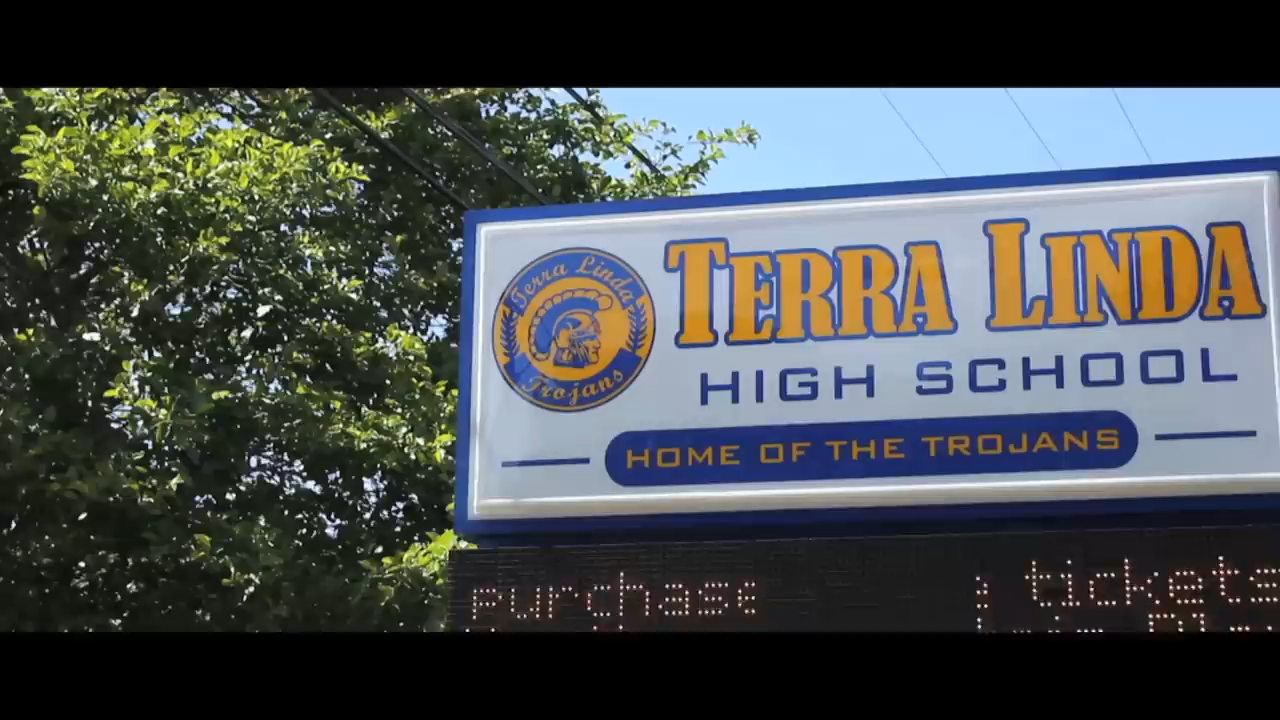 Terra Linda
Trojans
TERRA LINDA
HIGH SCHOOL
HOME OF THE TROJANS
purchase
tickets